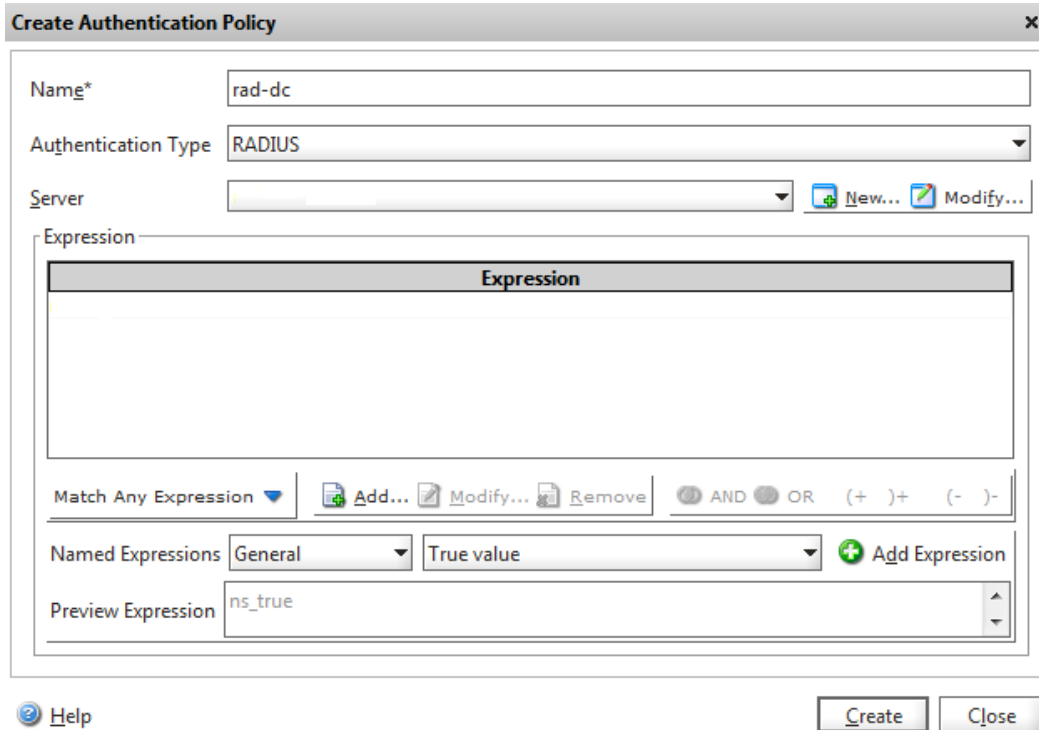 Create Authentication Policy ×
Name* rad-dc
Authentication Type RADIUS
Server New... Modify...
Expression
Expression
Match Any Expression Add... Modify... Remove AND OR (+ )+ (- )-
Named Expressions General True value Add Expression
Preview Expression ns_true
Help Create Close